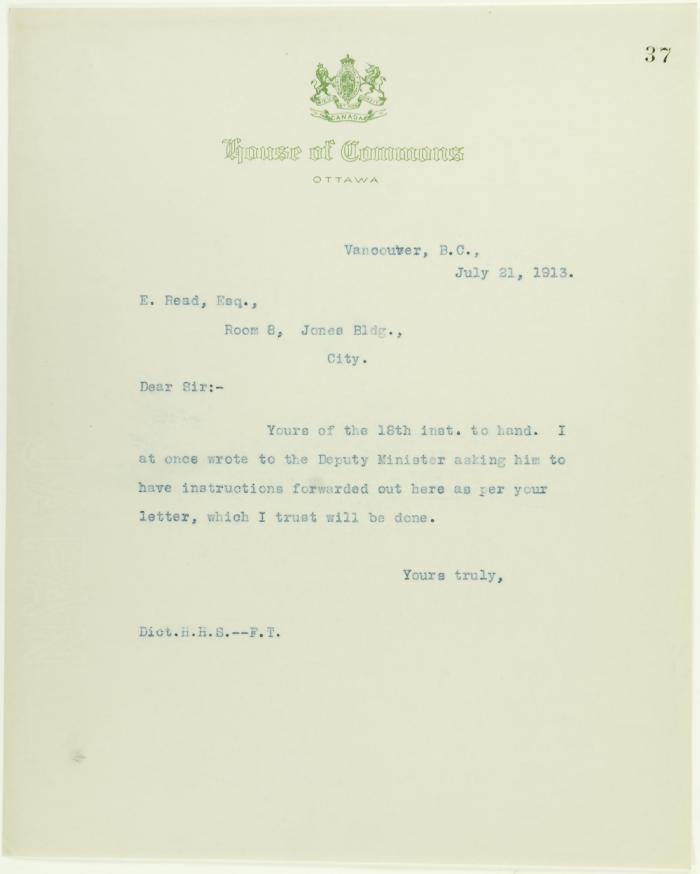 37
CANADA
House of Commons
OTTAWA
Vancouver, B.C.,
July 21, 1913.
E. Read, Esq.,
Room 8, Jones Bldg.,
City.
Dear Sir:-
Yours of the 18th inst. to hand. I
at once wrote to the Deputy Minister asking him to
have instructions forwarded out here as per your
letter, which I trust will be done.
Yours truly,
Dict.H.H.S.--F.T.